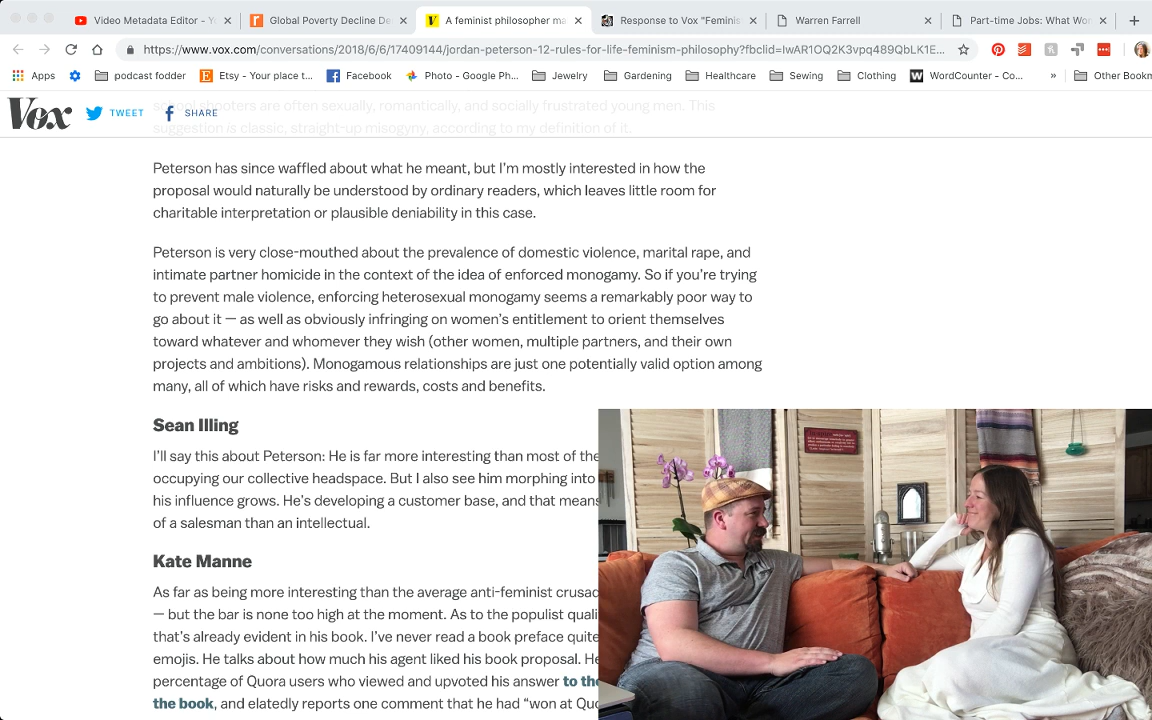 Video Metadata Editor - Y
Global Poverty Decline De
A feminist philosopher ma
Response to Vox "Feminis
Warren Farrell
Part-time Jobs: What Wo
https://www.vox.com/conversations/2018/6/6/17409144/jordan-peterson-12-rules-for-life-feminism-philosophy?fbclid=IwAR1OQ2K3vpq489QbLK1E...
Apps
podcast fodder
Etsy - Your place t...
Facebook
Photo - Google Ph...
Jewelry
Gardening
Healthcare
Sewing
Clothing
WordCounter - Co...
»
Other Bookm
Vox
TWEET
SHARE
school shooters are often sexually, romantically, and socially frustrated young men. This
suggestion is classic, straight-up misogyny, according to my definition of it.
Peterson has since waffled about what he meant, but I'm mostly interested in how the
proposal would naturally be understood by ordinary readers, which leaves little room for
charitable interpretation or plausible deniability in this case.
Peterson is very close-mouthed about the prevalence of domestic violence, marital rape, and
intimate partner homicide in the context of the idea of enforced monogamy. So if you're trying
to prevent male violence, enforcing heterosexual monogamy seems a remarkably poor way to
go about it — as well as obviously infringing on women's entitlement to orient themselves
toward whatever and whomever they wish (other women, multiple partners, and their own
projects and ambitions). Monogamous relationships are just one potentially valid option among
many, all of which have risks and rewards, costs and benefits.
Sean Illing
I'll say this about Peterson: He is far more interesting than most of the
occupying our collective headspace. But I also see him morphing into
his influence grows. He's developing a customer base, and that means
of a salesman than an intellectual.
Kate Manne
As far as being more interesting than the average anti-feminist crusad
— but the bar is none too high at the moment. As to the populist quali
that's already evident in his book. I've never read a book preface quite
emojis. He talks about how much his agent liked his book proposal. He
percentage of Quora users who viewed and upvoted his answer to the
the book, and elatedly reports one comment that he had "won at Quo